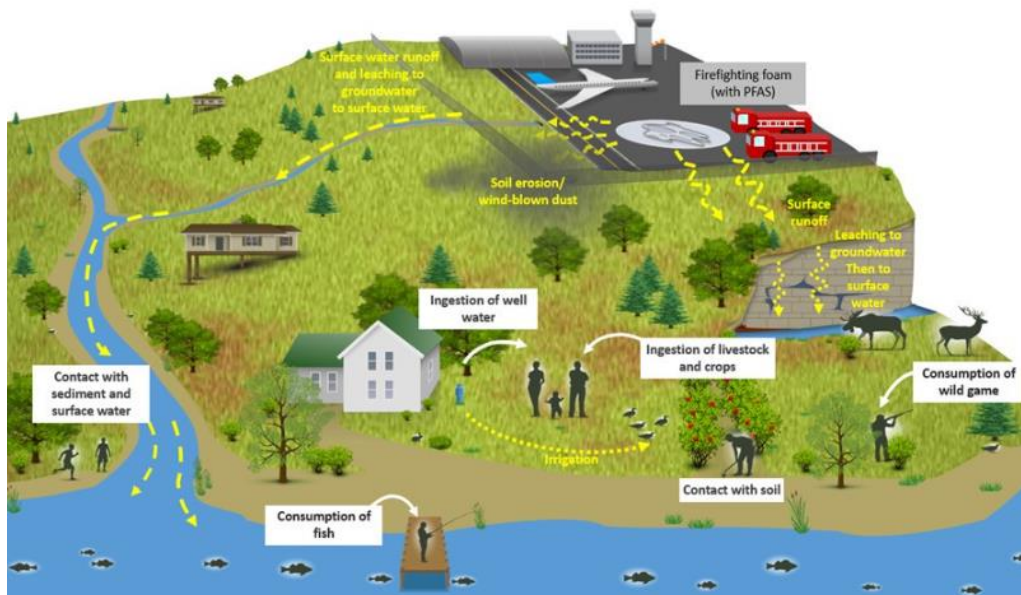 Surface water runoff
and leaching to
groundwater
to surface water
Firefighting foam
(with PFAS)
Soil erosion/
wind-blown dust
Surface
runoff
Leaching to
groundwater
Then to
surface
water
Ingestion of well
water
Ingestion of livestock
and crops
Consumption of
wild game
Contact with
sediment and
surface water
Irrigation
Contact with soil
Consumption of
fish